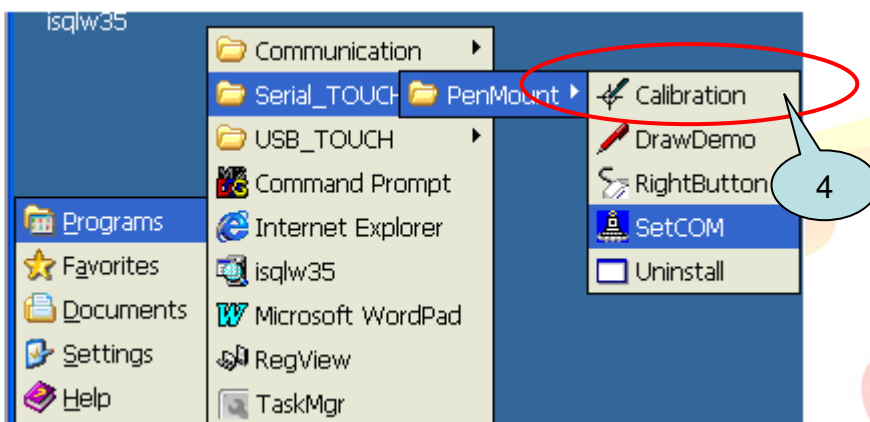 isqlw35
Communication
Serial_TOUCH
USB_TOUCH
Command Prompt
Internet Explorer
isqlw35
Microsoft WordPad
RegView
TaskMgr
Programs
Favorites
Documents
Settings
Help
PenMount
Calibration
DrawDemo
RightButton
SetCOM
Uninstall
4